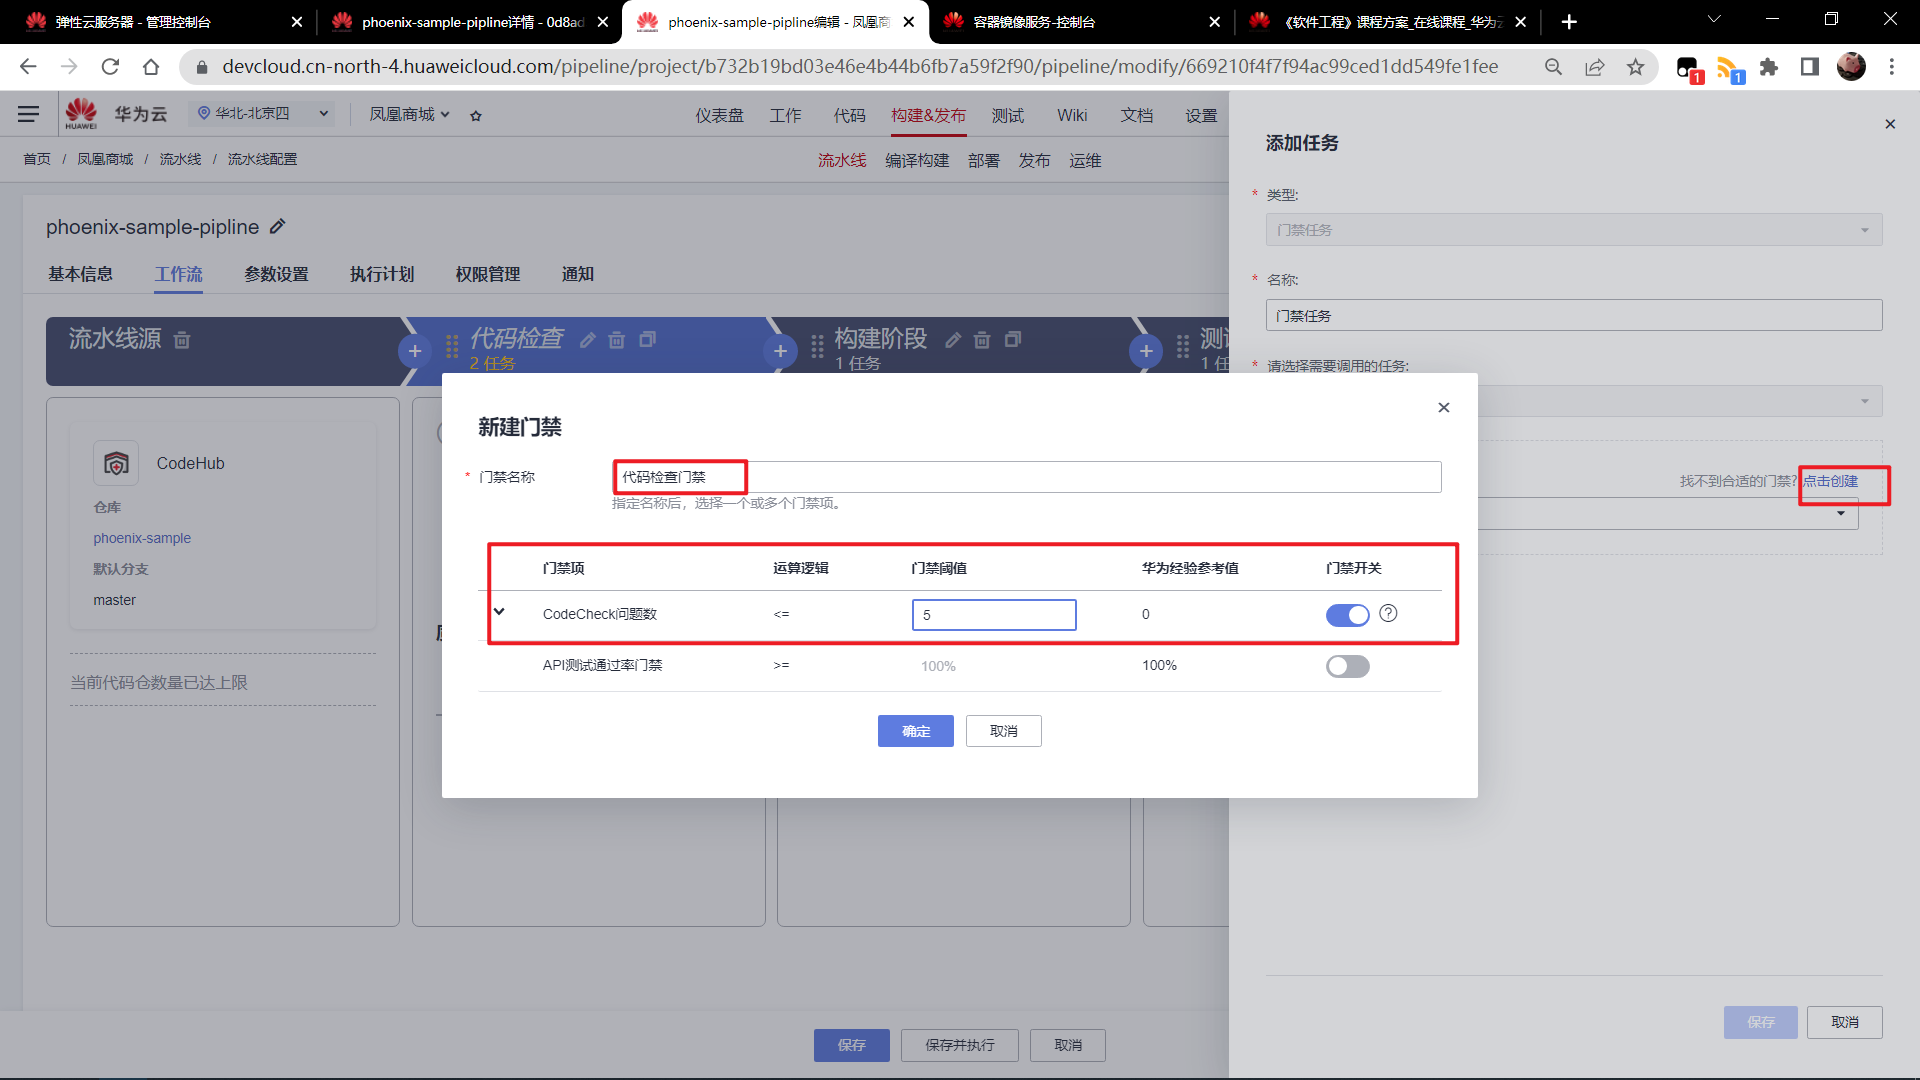 弹性云服务器 - 管理控制台
phoenix-sample-pipline详情 - 0d8ad
phoenix-sample-pipline编辑 - 凤凰商
容器镜像服务-控制台
《软件工程》课程方案_在线课程_华为云
devcloud.cn-north-4.huaweicloud.com/pipeline/project/b732b19bd03e46e4b44b6fb7a59f2f90/pipeline/modify/669210f4f7f94ac99ced1dd549fe1fee
1
1
HUAWEI
华为云
华北-北京四
凤凰商城
仪表盘
工作
代码
构建&发布
测试
Wiki
文档
设置
首页 / 凤凰商城 / 流水线 / 流水线配置
流水线
编译构建
部署
发布
运维
phoenix-sample-pipline
基本信息
工作流
参数设置
执行计划
权限管理
通知
流水线源
代码检查
2 任务
构建阶段
1 任务
测试
1 任
CodeHub
仓库
phoenix-sample
默认分支
master
当前代码仓数量已达上限
新建门禁
* 门禁名称
代码检查门禁
指定名称后，选择一个或多个门禁项。
门禁项
运算逻辑
门禁阈值
华为经验参考值
门禁开关
CodeCheck问题数
<=
5
0
API测试通过率门禁
>=
100%
100%
确定
取消
添加任务
* 类型:
门禁任务
* 名称:
门禁任务
* 请选择需要调用的任务:
找不到合适的门禁?点击创建
保存
取消
保存
保存并执行
取消